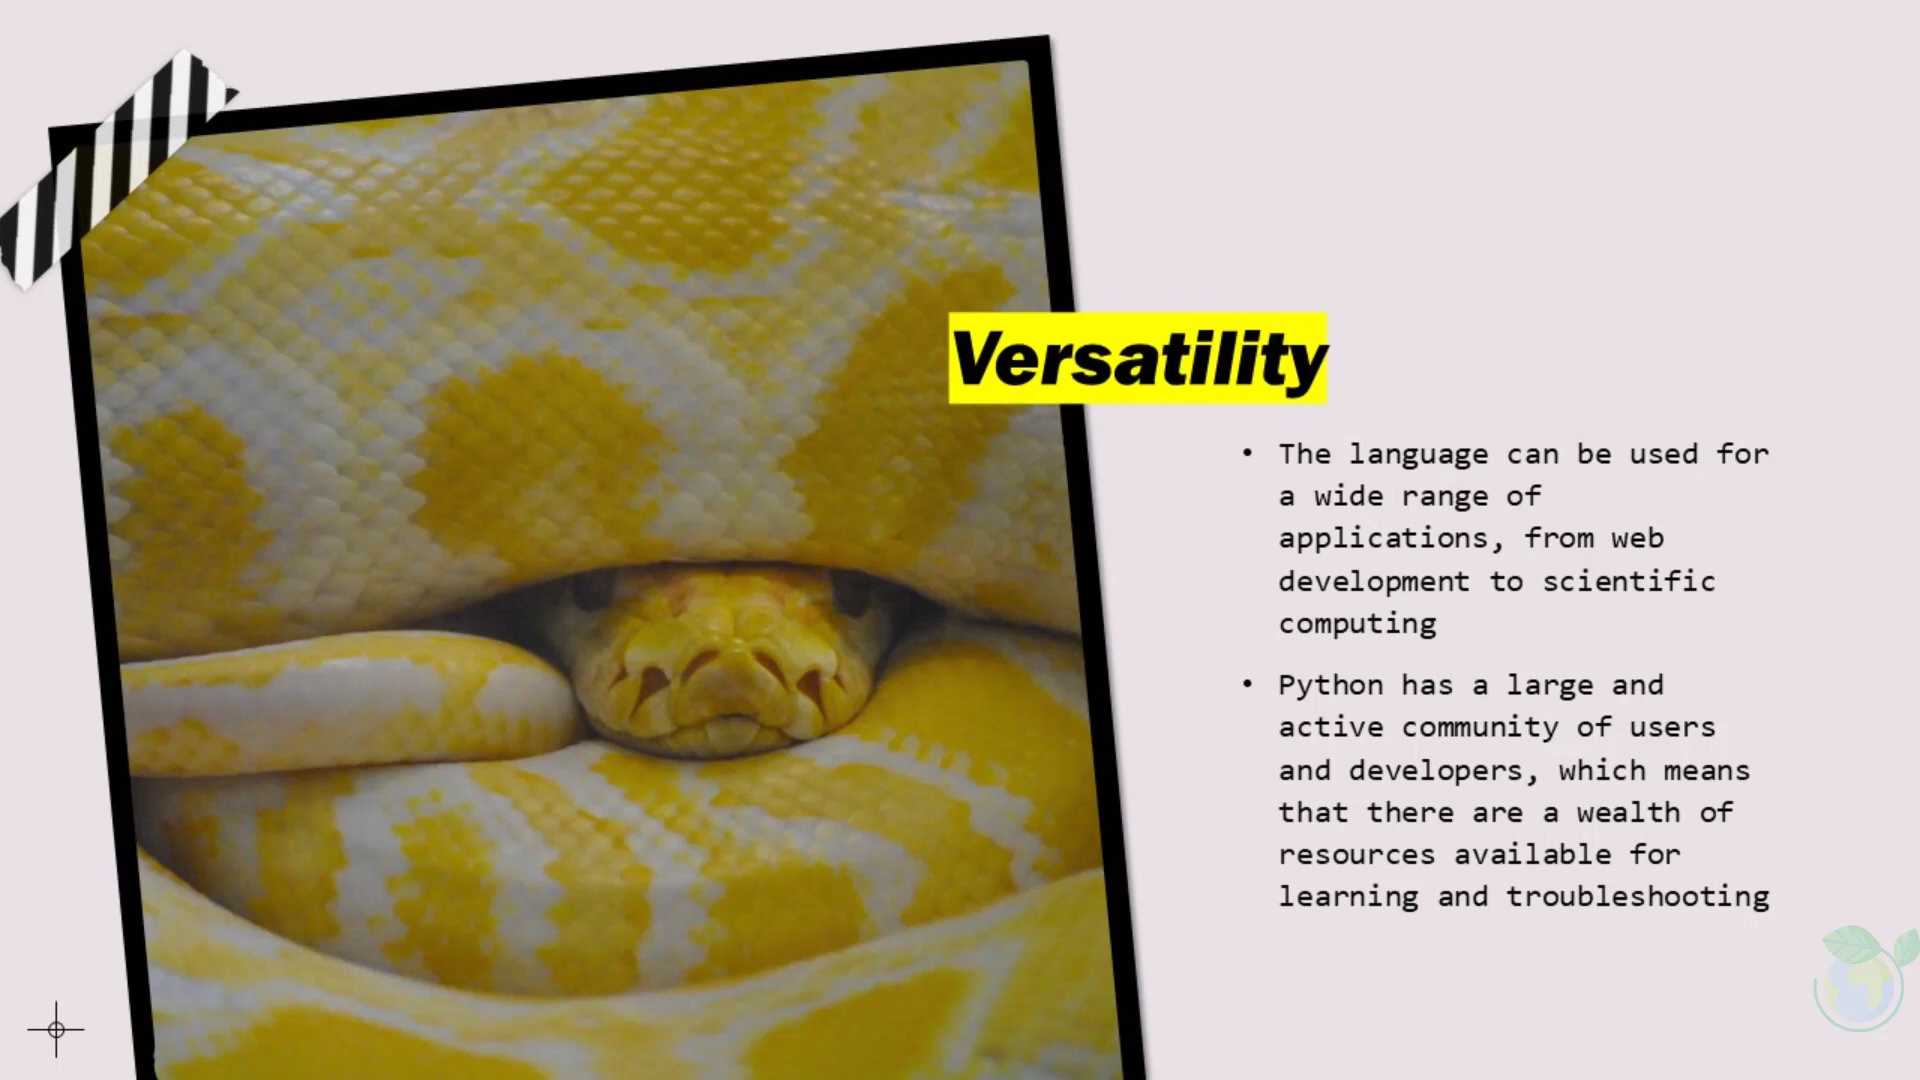 Versatility
• The language can be used for
a wide range of
applications, from web
development to scientific
computing
• Python has a large and
active community of users
and developers, which means
that there are a wealth of
resources available for
learning and troubleshooting